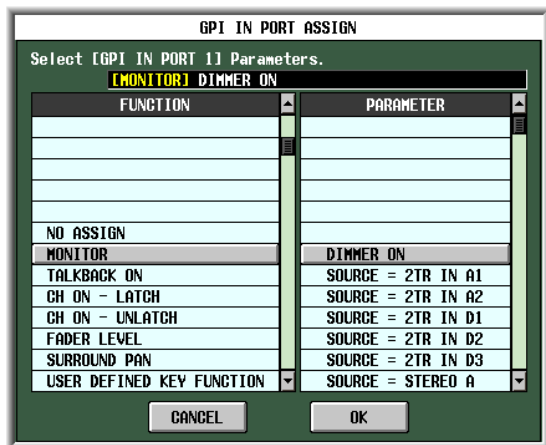 GPI IN PORT ASSIGN
Select [GPI IN PORT 1] Parameters.
[MONITOR] DIMMER ON
FUNCTION PARAMETER
NO ASSIGN
MONITOR DIMMER ON
TALKBACK ON SOURCE = 2TR IN A1
CH ON - LATCH SOURCE = 2TR IN A2
CH ON - UNLATCH SOURCE = 2TR IN D1
FADER LEVEL SOURCE = 2TR IN D2
SURROUND PAN SOURCE = 2TR IN D3
USER DEFINED KEY FUNCTION SOURCE = STEREO A
CANCEL OK